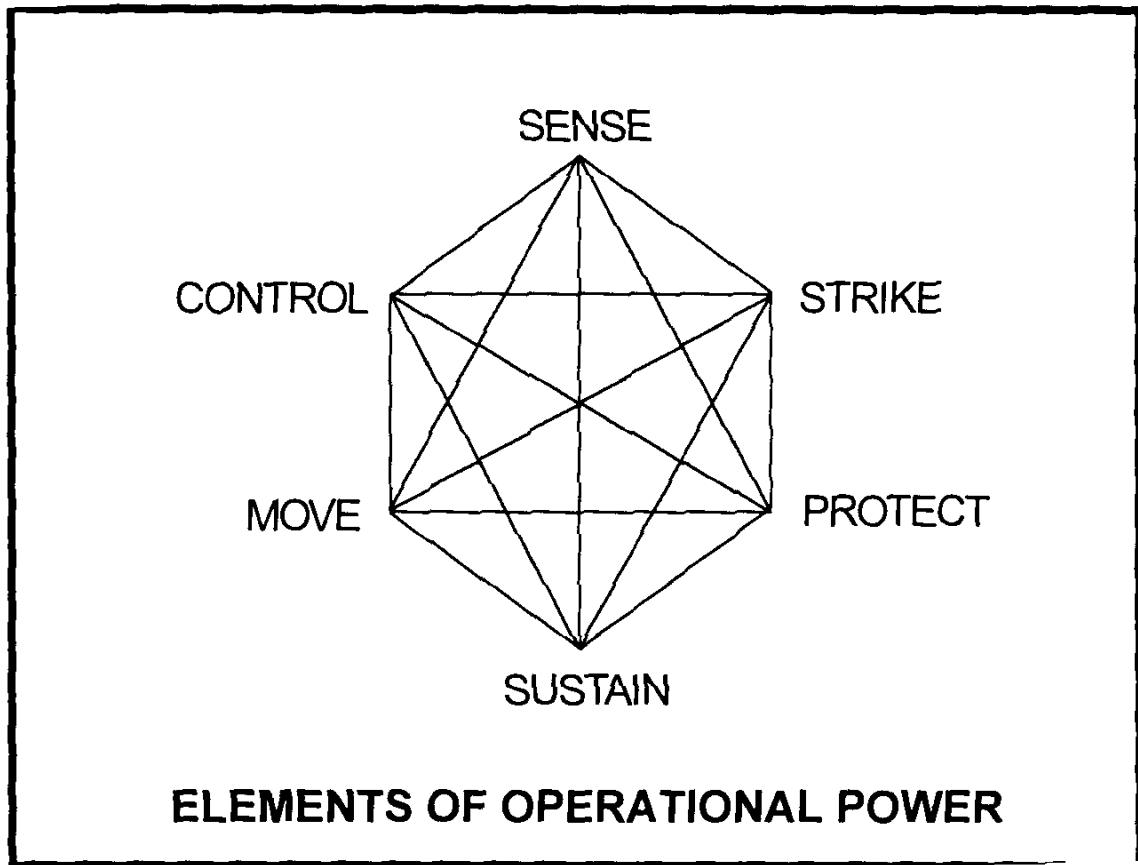 SENSE
CONTROL
STRIKE
MOVE
PROTECT
SUSTAIN
ELEMENTS OF OPERATIONAL POWER